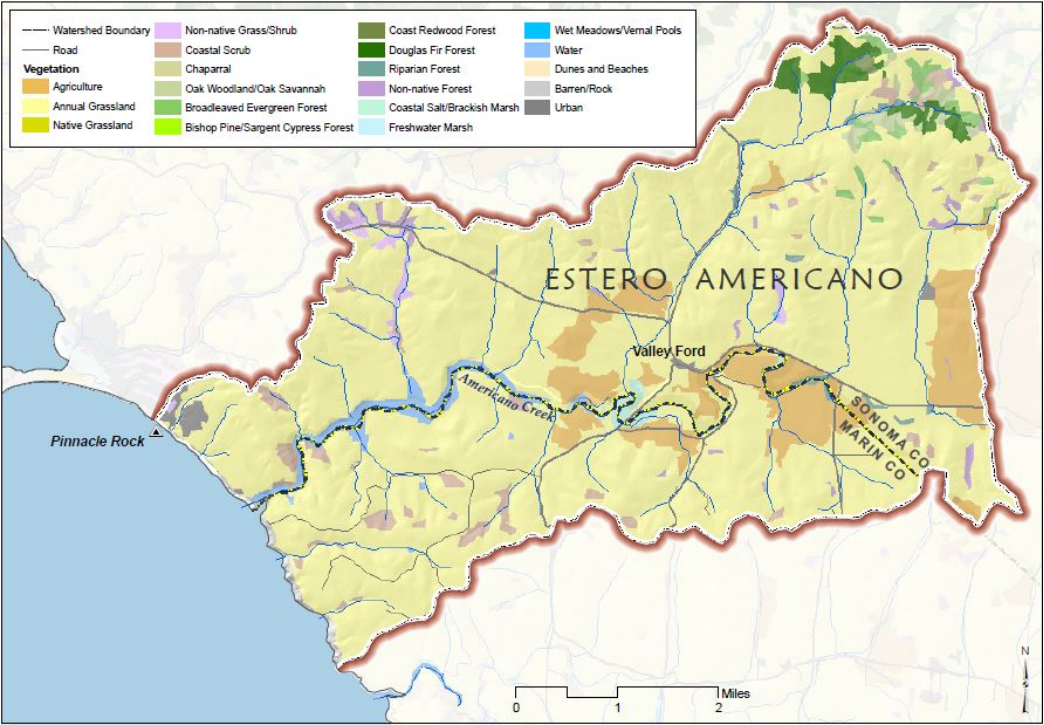 Watershed Boundary
Road
Vegetation
Agriculture
Annual Grassland
Native Grassland
Non-native Grass/Shrub
Coastal Scrub
Chaparral
Oak Woodland/Oak Savannah
Broadleaved Evergreen Forest
Bishop Pine/Sargent Cypress Forest
Coast Redwood Forest
Douglas Fir Forest
Riparian Forest
Non-native Forest
Coastal Salt/Brackish Marsh
Freshwater Marsh
Wet Meadows/Vernal Pools
Water
Dunes and Beaches
Barren/Rock
Urban
ESTERO AMERICANO
Valley Ford
Americano Creek
SONOMA CO
MARIN CO
Pinnacle Rock
N
Miles
0 1 2